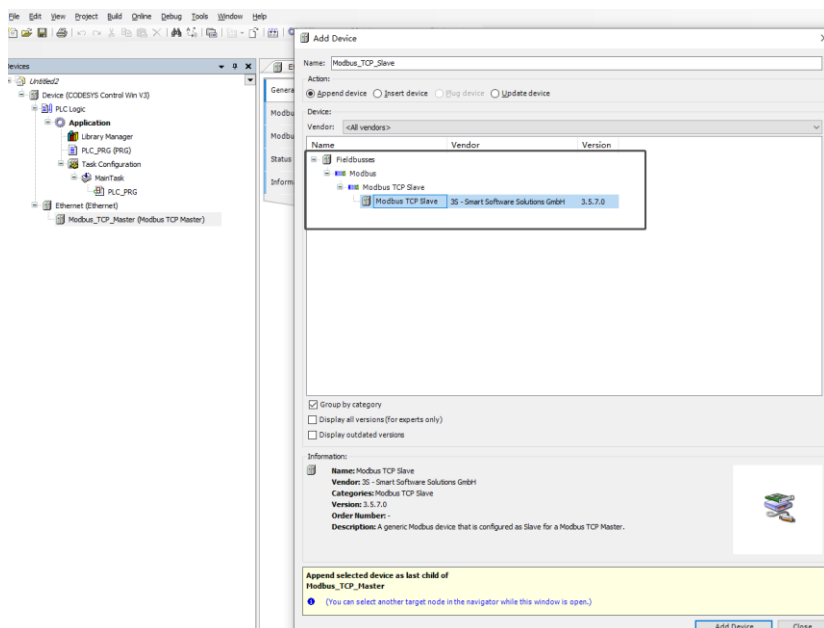 File Edit View Project Build Online Debug Tools Window Help
Devices
Untitled2
Device (CODESYS Control Win V3)
PLC Logic
Application
Library Manager
PLC_PRG (PRG)
Task Configuration
MainTask
PLC_PRG
Ethernet (Ethernet)
Modbus_TCP_Master (Modbus TCP Master)
Genera
Modbu
Modbu
Status
Inform
Add Device
Name: Modbus_TCP_Slave
Action:
Append device Insert device Plug device Update device
Device:
Vendor: <All vendors>
Name Vendor Version
Fieldbusses
Modbus
Modbus TCP Slave
Modbus TCP Slave 3S - Smart Software Solutions GmbH 3.5.7.0
Group by category
Display all versions (for experts only)
Display outdated versions
Information:
Name: Modbus TCP Slave
Vendor: 3S - Smart Software Solutions GmbH
Categories: Modbus TCP Slave
Version: 3.5.7.0
Order Number: -
Description: A generic Modbus device that is configured as Slave for a Modbus TCP Master.
Append selected device as last child of
Modbus_TCP_Master
(You can select another target node in the navigator while this window is open.)
Add Device Close